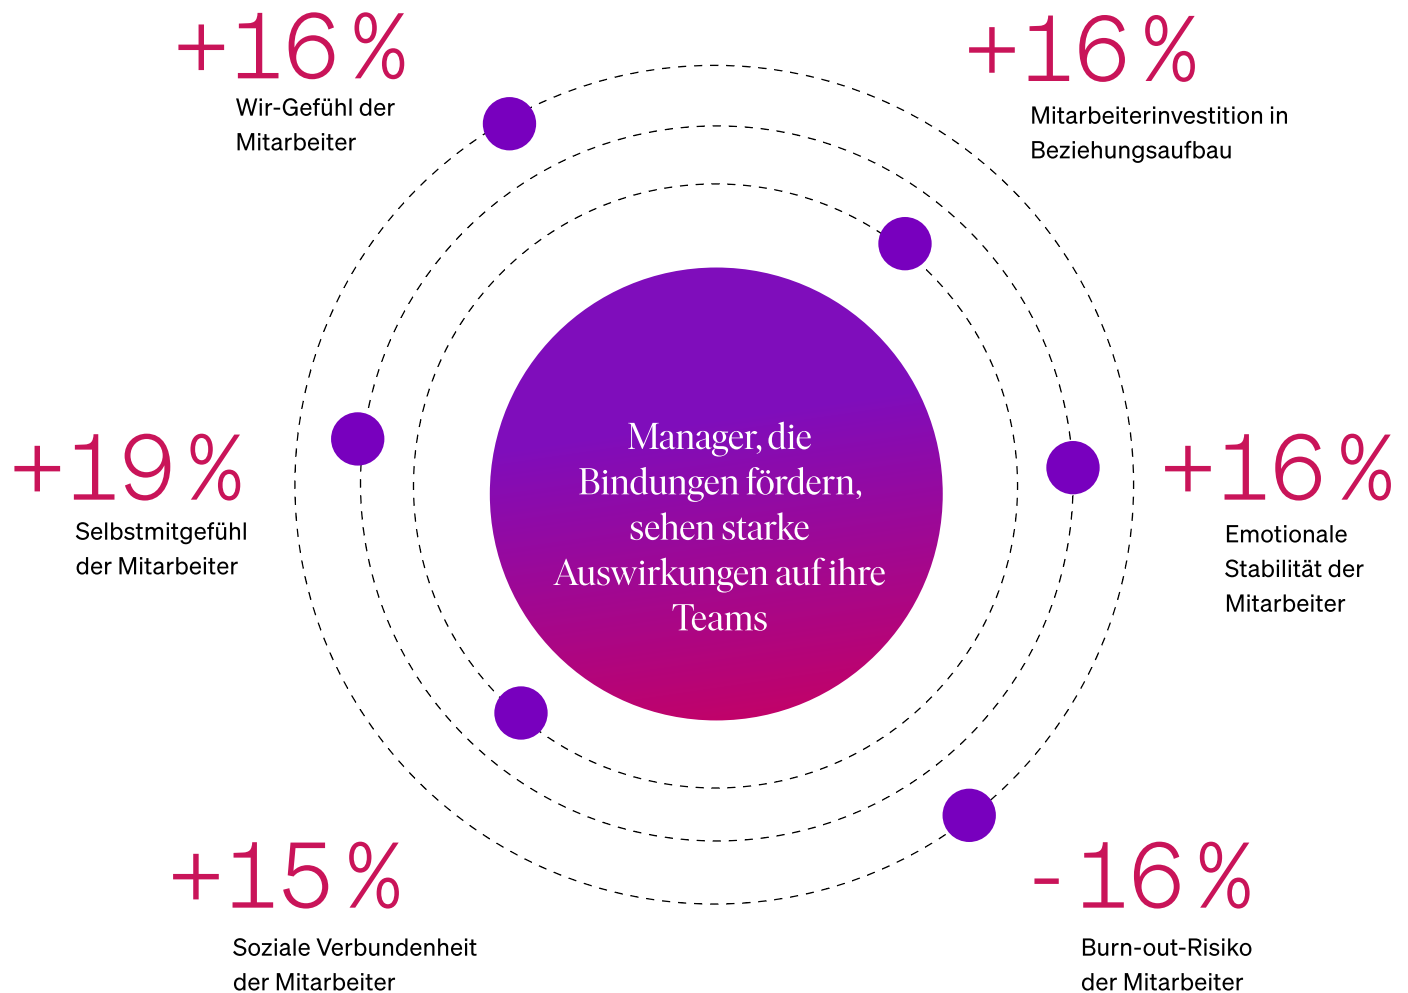 +16 %
Wir-Gefühl der
Mitarbeiter
+16 %
Mitarbeiterinvestition in
Beziehungsaufbau
+19 %
Selbstmitgefühl
der Mitarbeiter
Manager, die
Bindungen fördern,
sehen starke
Auswirkungen auf ihre
Teams
+16 %
Emotionale
Stabilität der
Mitarbeiter
+15 %
Soziale Verbundenheit
der Mitarbeiter
-16 %
Burn-out-Risiko
der Mitarbeiter